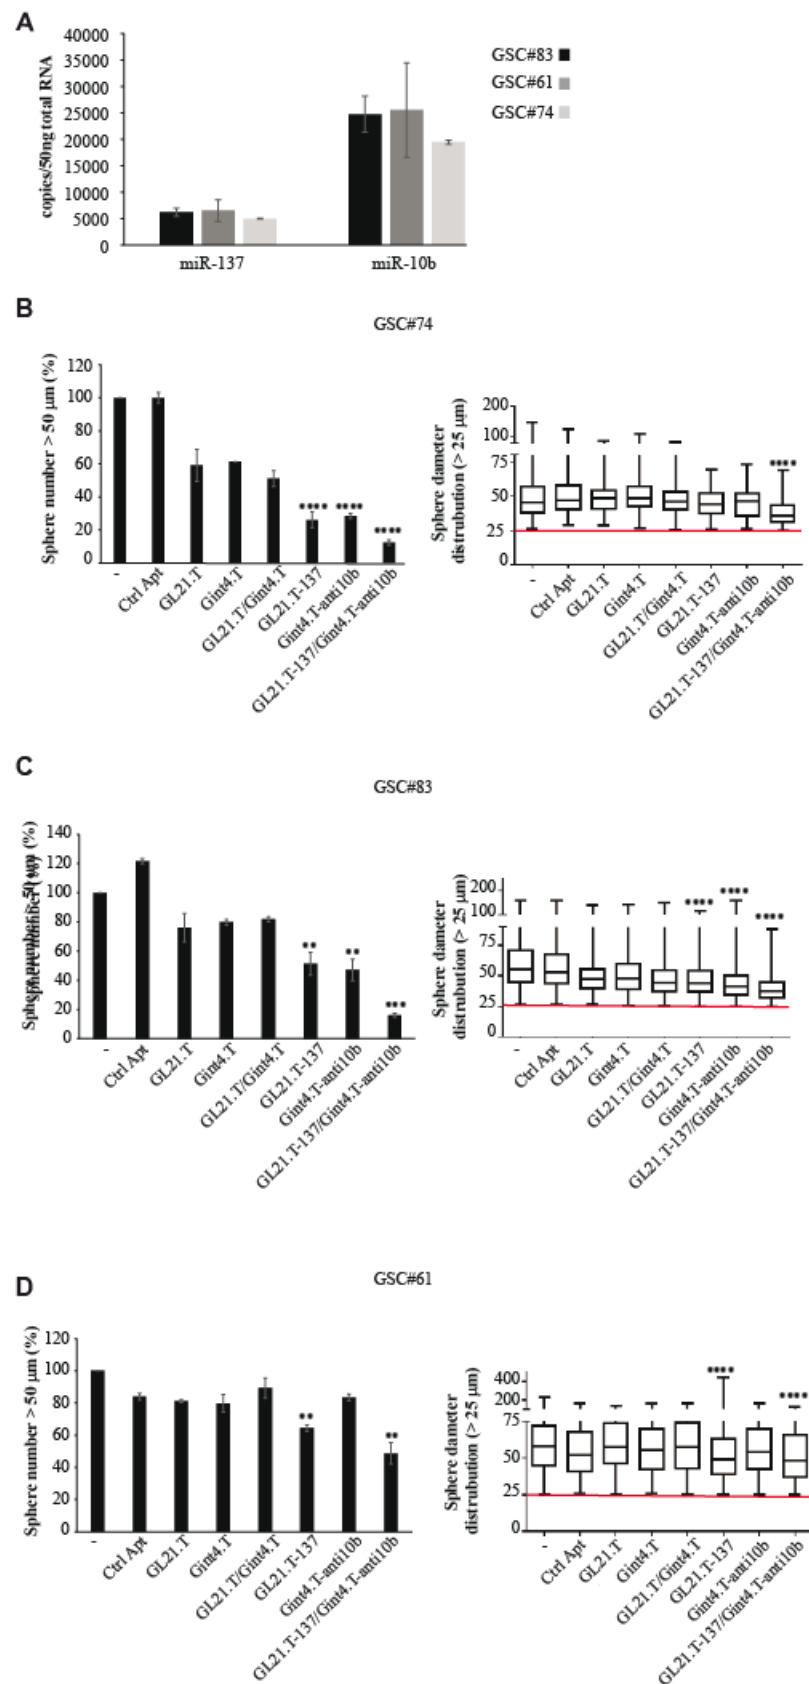 A
40000
35000
30000
25000
20000
15000
10000
5000
0
copies/50ng total RNA
miR-137
miR-10b
GSC#83
GSC#61
GSC#74
B
GSC#74
Sphere number > 50 µm (%)
120
100
80
60
40
20
0
-
Ctrl Apt
GL21.T
Gint4.T
GL21.T/Gint4.T
GL21.T-137
Gint4.T-anti10b
GL21.T-137/Gint4.T-anti10b
****
****
****
Sphere dameter
distrubution (> 25 µm)
200
100
75
50
25
0
****
-
Ctrl Apt
GL21.T
Gint4.T
GL21.T/Gint4.T
GL21.T-137
Gint4.T-anti10b
GL21.T-137/Gint4.T-anti10b
C
GSC#83
Sphere number > 50 µm (%)
sphere number (%)
140
120
100
80
60
40
20
0
**
**
***
-
Ctrl Apt
GL21.T
Gint4.T
GL21.T/Gint4.T
GL21.T-137
Gint4.T-anti10b
GL21.T-137/Gint4.T-anti10b
Sphere dameter
distrubution (> 25 µm)
200
100
75
50
25
0
****
****
****
-
Ctrl Apt
GL21.T
Gint4.T
GL21.T/Gint4.T
GL21.T-137
Gint4.T-anti10b
GL21.T-137/Gint4.T-anti10b
D
GSC#61
Sphere number > 50 µm (%)
120
100
80
60
40
20
0
**
**
-
Ctrl Apt
GL21.T
Gint4.T
GL21.T/Gint4.T
GL21.T-137
Gint4.T-anti10b
GL21.T-137/Gint4.T-anti10b
Sphere dameter
distrubution (> 25 µm)
400
200
75
50
25
0
****
****
-
Ctrl Apt
GL21.T
Gint4.T
GL21.T/Gint4.T
GL21.T-137
Gint4.T-anti10b
GL21.T-137/Gint4.T-anti10b